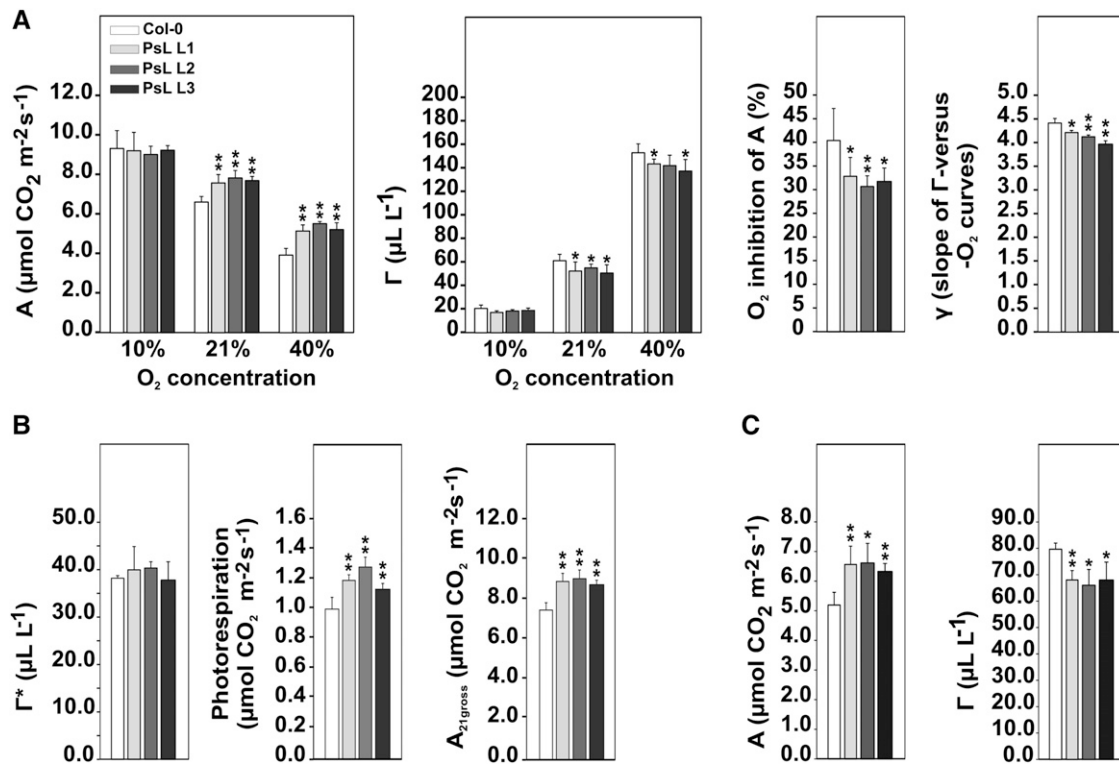 A
Col-0
PsL L1
PsL L2
PsL L3
A (µmol CO2 m-2s-1)
12.0
10.0
8.0
6.0
4.0
2.0
0.0
** ** **
** ** **
10% 21% 40%
O2 concentration
Γ (µL L-1)
200
180
160
140
120
100
80
60
40
20
0
* * *
* *
10% 21% 40%
O2 concentration
O2 inhibition of A (%)
50
45
40
35
30
25
20
15
10
5
0
* ** *
γ (slope of Γ-versus
-O2 curves)
5.0
4.5
4.0
3.5
3.0
2.5
2.0
1.5
1.0
0.5
0.0
* ** **
B
Γ* (µL L-1)
50.0
40.0
30.0
20.0
10.0
0.0
Photorespiration
(µmol CO2 m-2s-1)
1.6
1.4
1.2
1.0
0.8
0.6
0.4
0.2
0.0
** ** **
A21gross (µmol CO2 m-2s-1)
12.0
10.0
8.0
6.0
4.0
2.0
0.0
** ** **
C
A (µmol CO2 m-2s-1)
8.0
7.0
6.0
5.0
4.0
3.0
2.0
1.0
0.0
** * **
Γ (µL L-1)
90.0
80.0
70.0
60.0
50.0
40.0
30.0
20.0
10.0
0.0
** * *